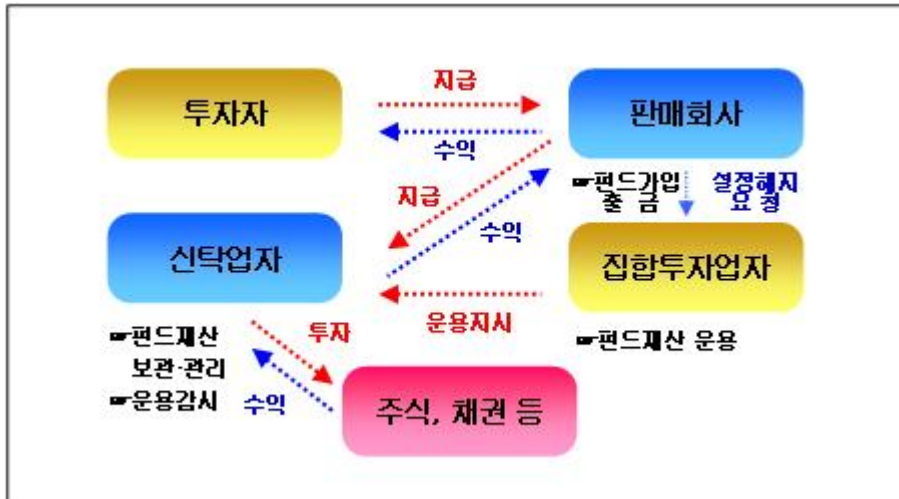 지급
투자자
판매회사
수익
☞펀드가입
출 금
설정해지
요 청
지급
수익
신탁업자
집합투자업자
운용지시
☞펀드재산
보관·관리
☞운용감시
투자
수익
☞펀드재산 운용
주식, 채권 등